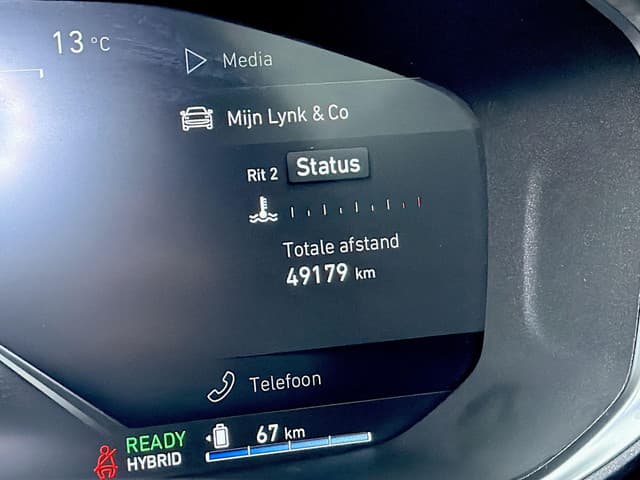 13 °C
Media
Mijn Lynk & Co
Rit 2 Status
Totale afstand
49179 km
Telefoon
READY
HYBRID
67 km